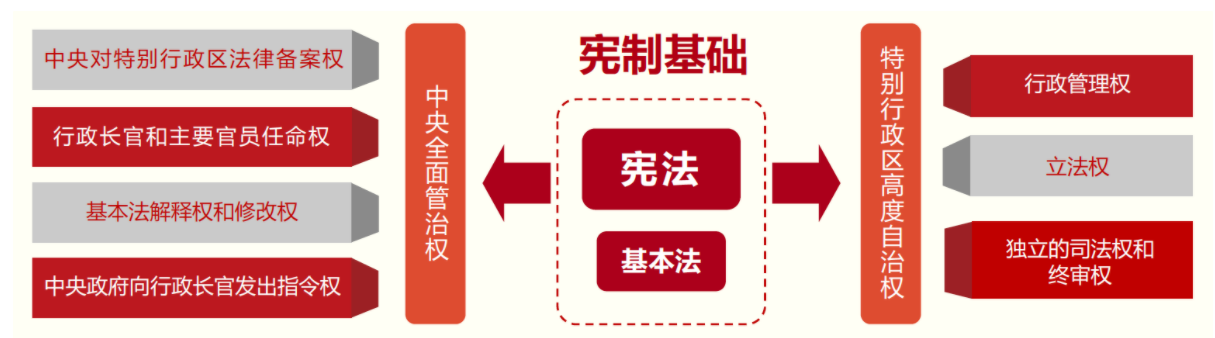 中央对特别行政区法律备案权
行政长官和主要官员任命权
基本法解释权和修改权
中央政府向行政长官发出指令权
中央全面管治权
宪制基础
宪法
基本法
特别行政区高度自治权
行政管理权
立法权
独立的司法权和
终审权